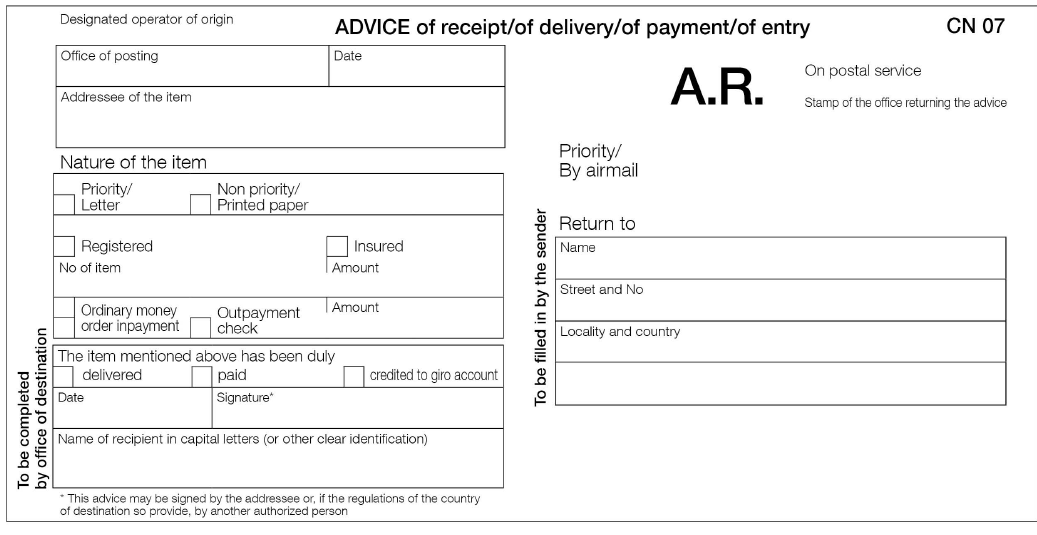 Designated operator of origin
ADVICE of receipt/of delivery/of payment/of entry
CN 07
Office of posting
Date
Addressee of the item
A.R.
On postal service
Stamp of the office returning the advice
Priority/
By airmail
Nature of the item
Priority/
Letter
Non priority/
Printed paper
Registered
Insured
No of item
Amount
Ordinary money
order inpayment
Outpayment
check
Amount
To be completed
by office of destination
The item mentioned above has been duly
delivered
paid
credited to giro account
Date
Signature*
Name of recipient in capital letters (or other clear identification)
* This advice may be signed by the addressee or, if the regulations of the country
of destination so provide, by another authorized person
To be filled in by the sender
Return to
Name
Street and No
Locality and country